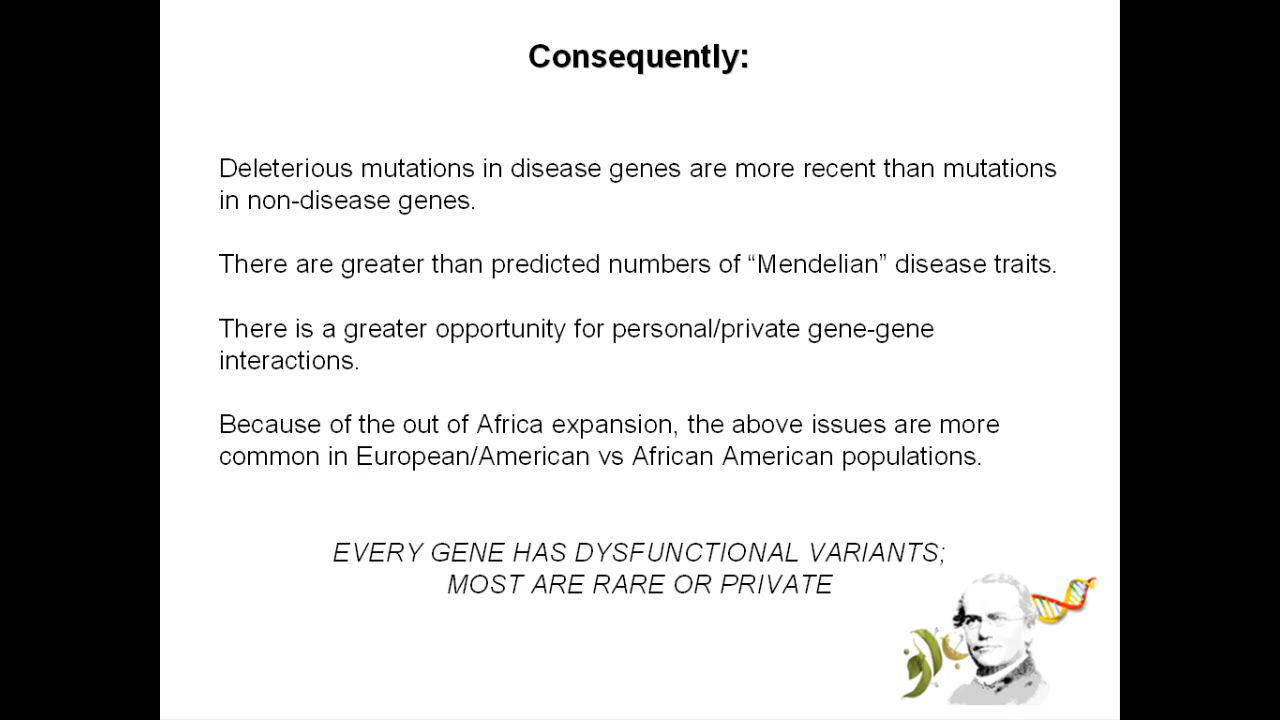 Consequently:
Deleterious mutations in disease genes are more recent than mutations
in non-disease genes.
There are greater than predicted numbers of “Mendelian” disease traits.
There is a greater opportunity for personal/private gene-gene
interactions.
Because of the out of Africa expansion, the above issues are more
common in European/American vs African American populations.
EVERY GENE HAS DYSFUNCTIONAL VARIANTS;
MOST ARE RARE OR PRIVATE